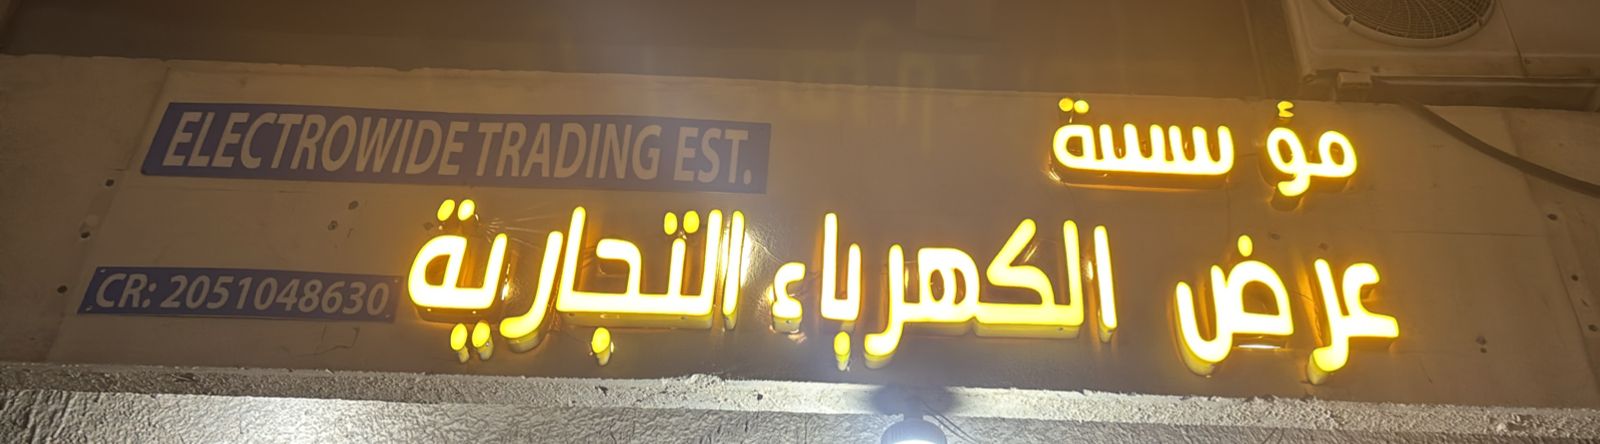 ELECTROWIDE TRADING EST.
مؤسسة
عرض الكهرباء التجارية
CR: 2051048630